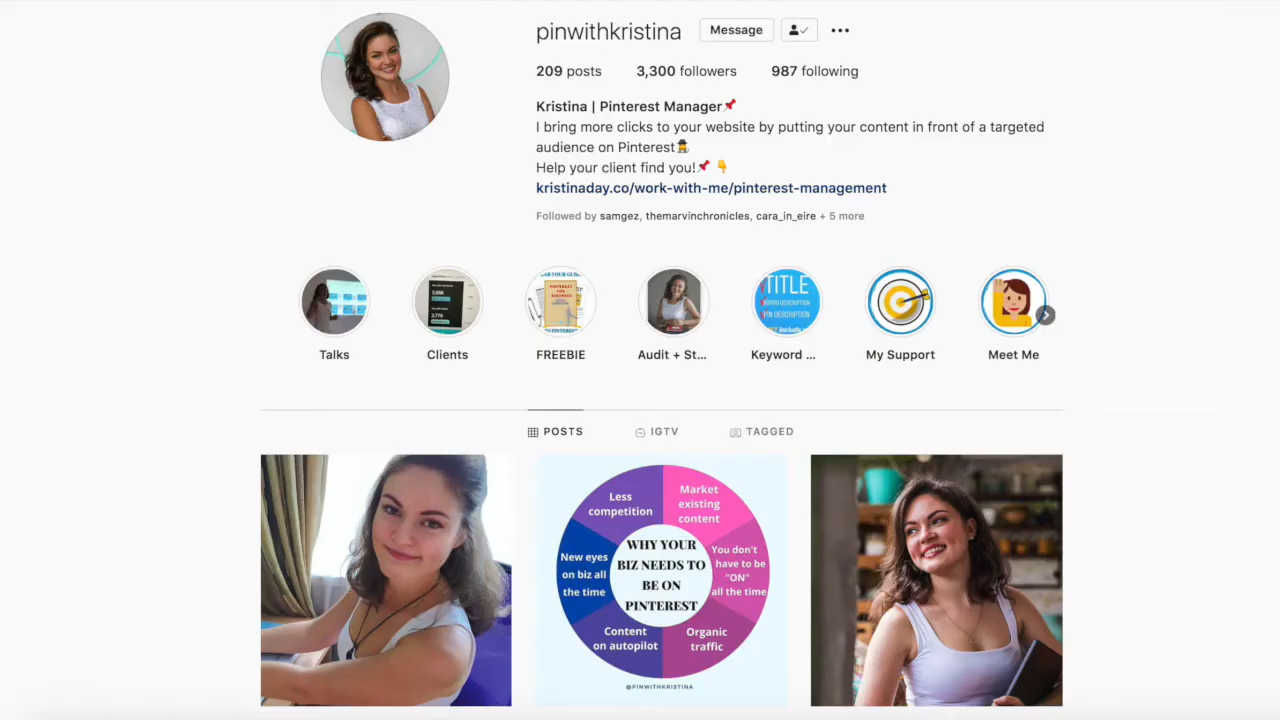 pinwithkristina
Message
209 posts
3,300 followers
987 following
Kristina | Pinterest Manager📌
I bring more clicks to your website by putting your content in front of a targeted
audience on Pinterest🕵️
Help your client find you!📌 👇
kristinaday.co/work-with-me/pinterest-management
Followed by samgez, themarvinchronicles, cara_in_eire + 5 more
TITLE
PIN DESCRIPTION
PINTEREST
FOR
BUSINESS
Talks
Clients
FREEBIE
Audit + St...
Keyword ...
My Support
Meet Me
POSTS
IGTV
TAGGED
Less
competition
Market
existing
content
New eyes
on biz all
the time
WHY YOUR
BIZ NEEDS TO
BE ON
PINTEREST
You don't
have to be
"ON"
all the time
Content
on autopilot
Organic
traffic
@PINWITHKRISTINA